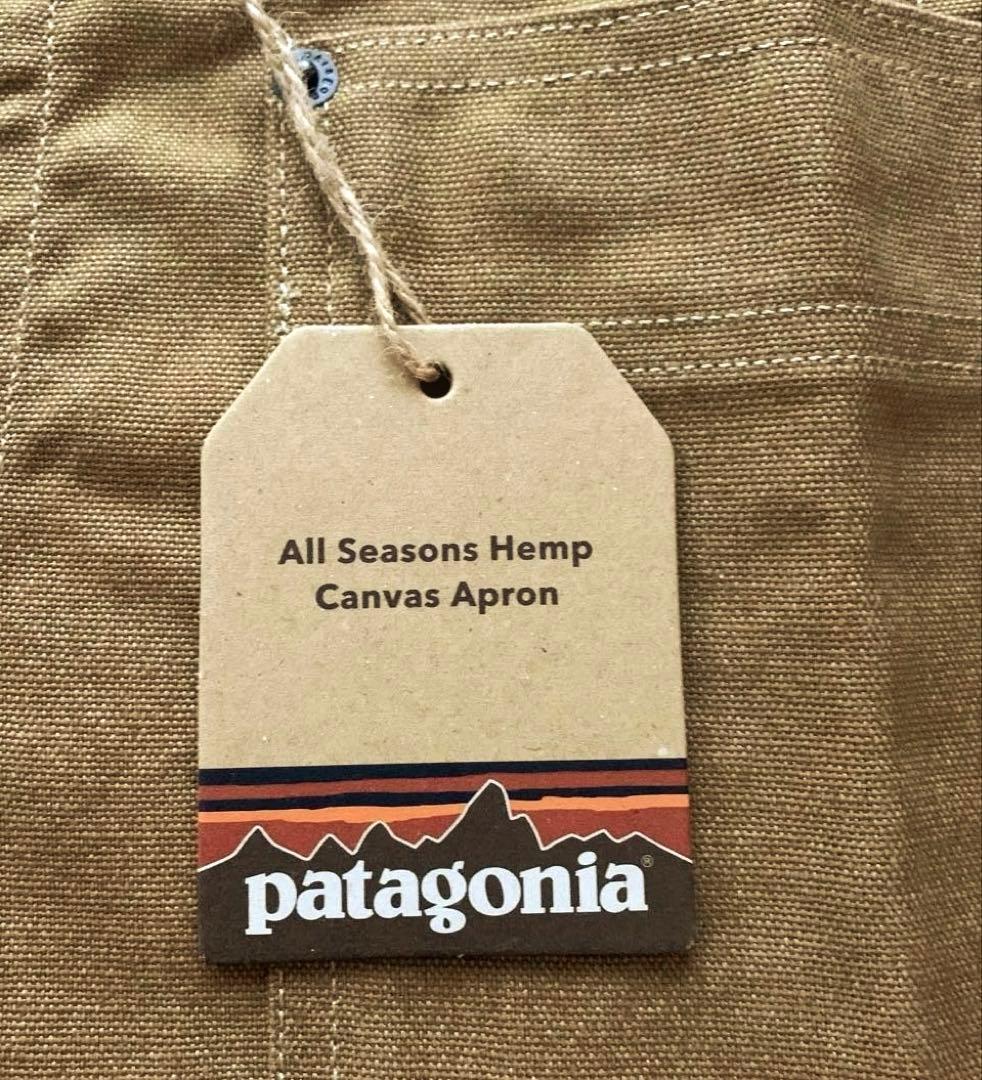 All Seasons Hemp
Canvas Apron
patagonia®